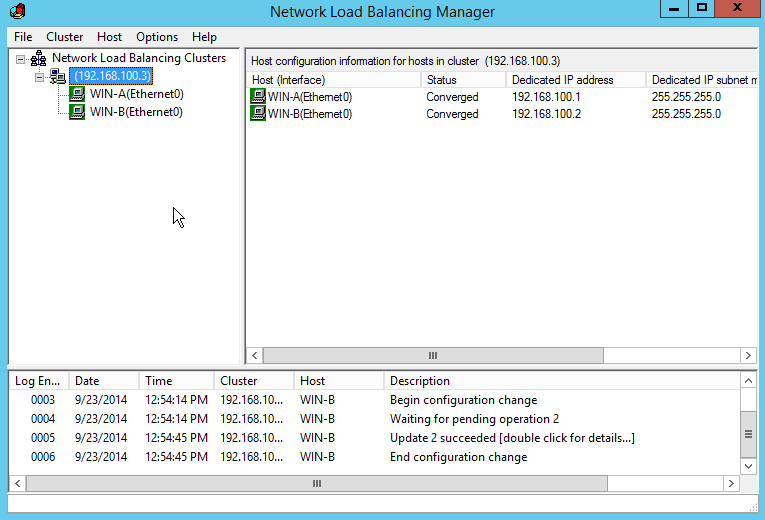 Network Load Balancing Manager
File Cluster Host Options Help
Network Load Balancing Clusters
(192.168.100.3)
WIN-A(Ethernet0)
WIN-B(Ethernet0)
Host configuration information for hosts in cluster (192.168.100.3)
Host (Interface) Status Dedicated IP address Dedicated IP subnet m
WIN-A(Ethernet0) Converged 192.168.100.1 255.255.255.0
WIN-B(Ethernet0) Converged 192.168.100.2 255.255.255.0
Log En... Date Time Cluster Host Description
0003 9/23/2014 12:54:14 PM 192.168.10... WIN-B Begin configuration change
0004 9/23/2014 12:54:14 PM 192.168.10... WIN-B Waiting for pending operation 2
0005 9/23/2014 12:54:45 PM 192.168.10... WIN-B Update 2 succeeded [double click for details...]
0006 9/23/2014 12:54:45 PM 192.168.10... WIN-B End configuration change